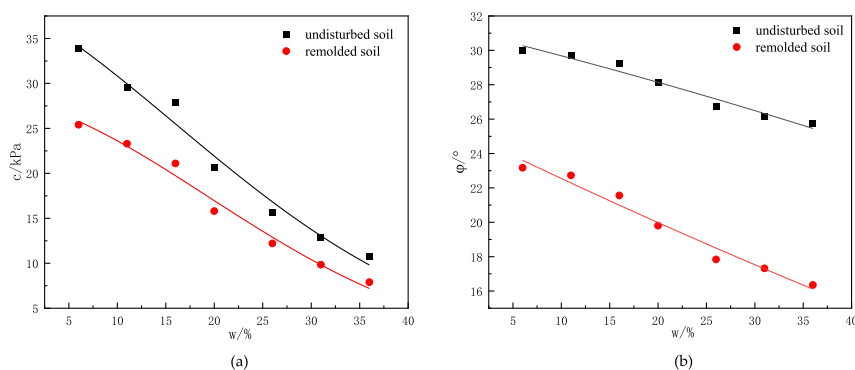 (a)
c/kPa
35
30
25
20
15
10
5
undisturbed soil
remolded soil
5 10 15 20 25 30 35 40
w/%
(b)
φ/°
32
30
28
26
24
22
20
18
16
undisturbed soil
remolded soil
5 10 15 20 25 30 35 40
w/%